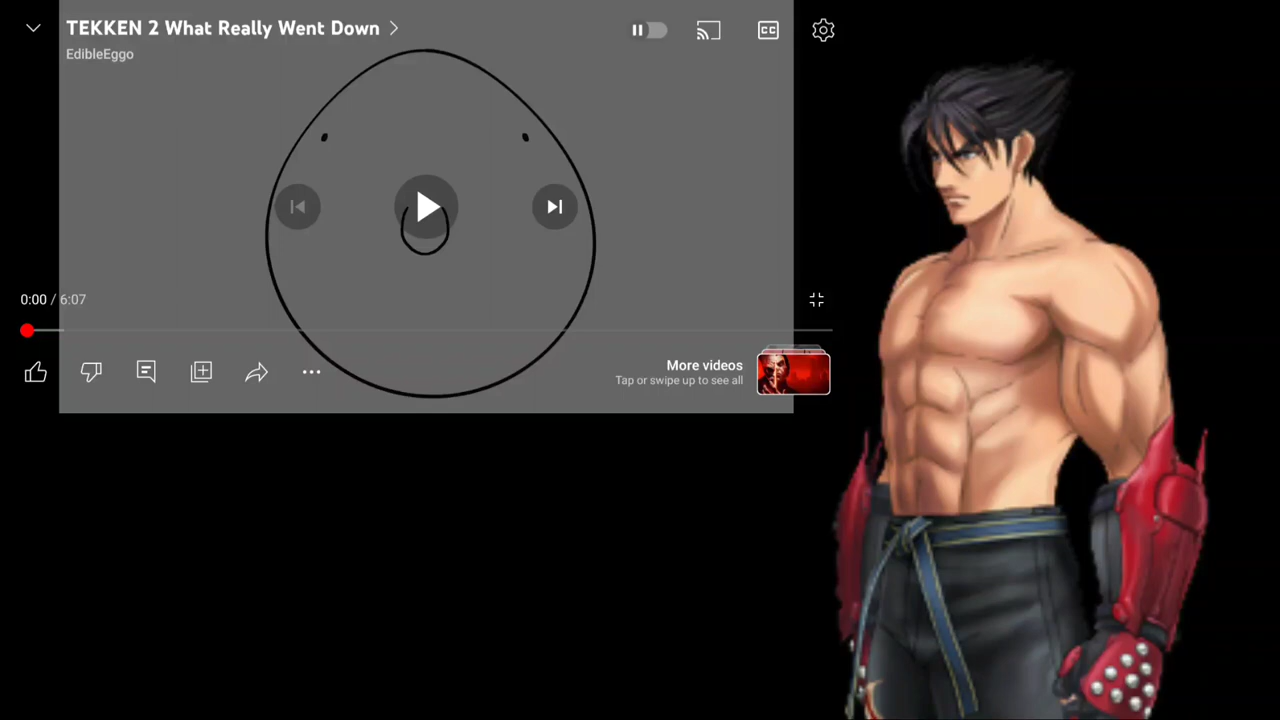 TEKKEN 2 What Really Went Down
EdibleEggo
CC
0:00 / 6:07
More videos
Tap or swipe up to see all